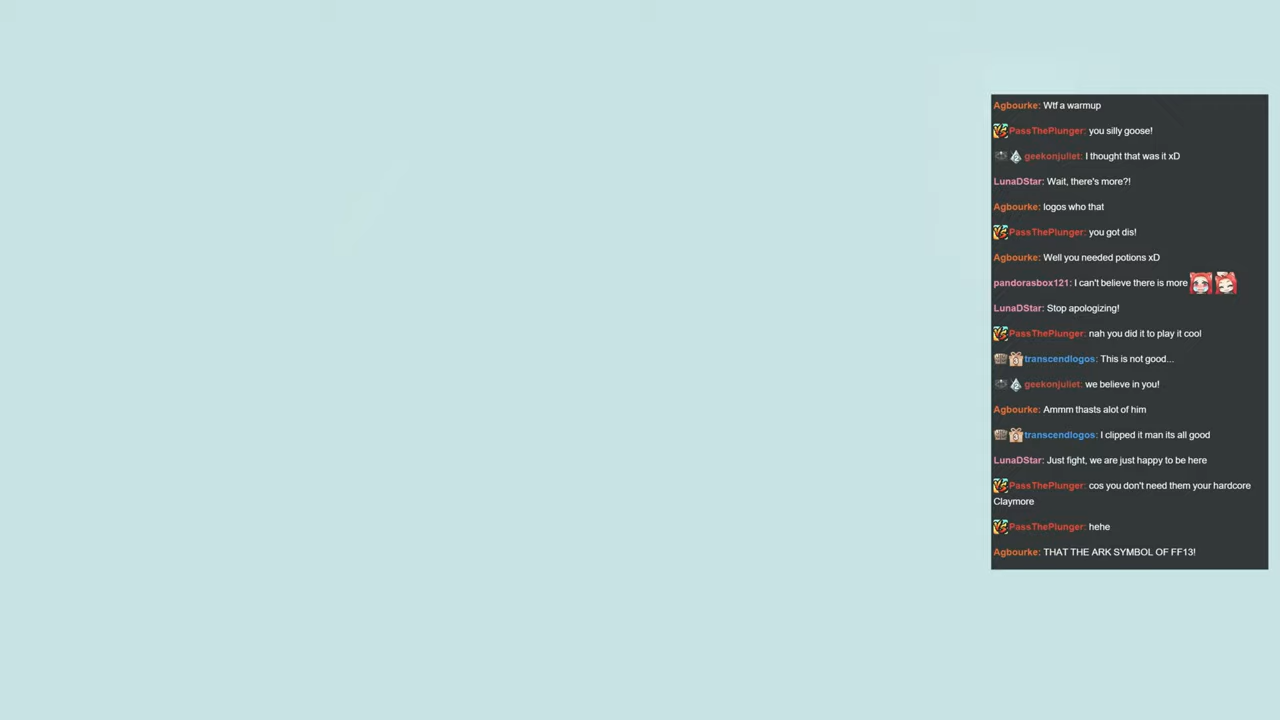 Agbourke: Wtf a warmup
PassThePlunger: you silly goose!
geekonjuliet: I thought that was it xD
LunaDStar: Wait, there's more?!
Agbourke: logos who that
PassThePlunger: you got dis!
Agbourke: Well you needed potions xD
pandorasbox121: I can't believe there is more
LunaDStar: Stop apologizing!
PassThePlunger: nah you did it to play it cool
transcendlogos: This is not good...
geekonjuliet: we believe in you!
Agbourke: Ammm thasts alot of him
transcendlogos: I clipped it man its all good
LunaDStar: Just fight, we are just happy to be here
PassThePlunger: cos you don't need them your hardcore
Claymore
PassThePlunger: hehe
Agbourke: THAT THE ARK SYMBOL OF FF13!